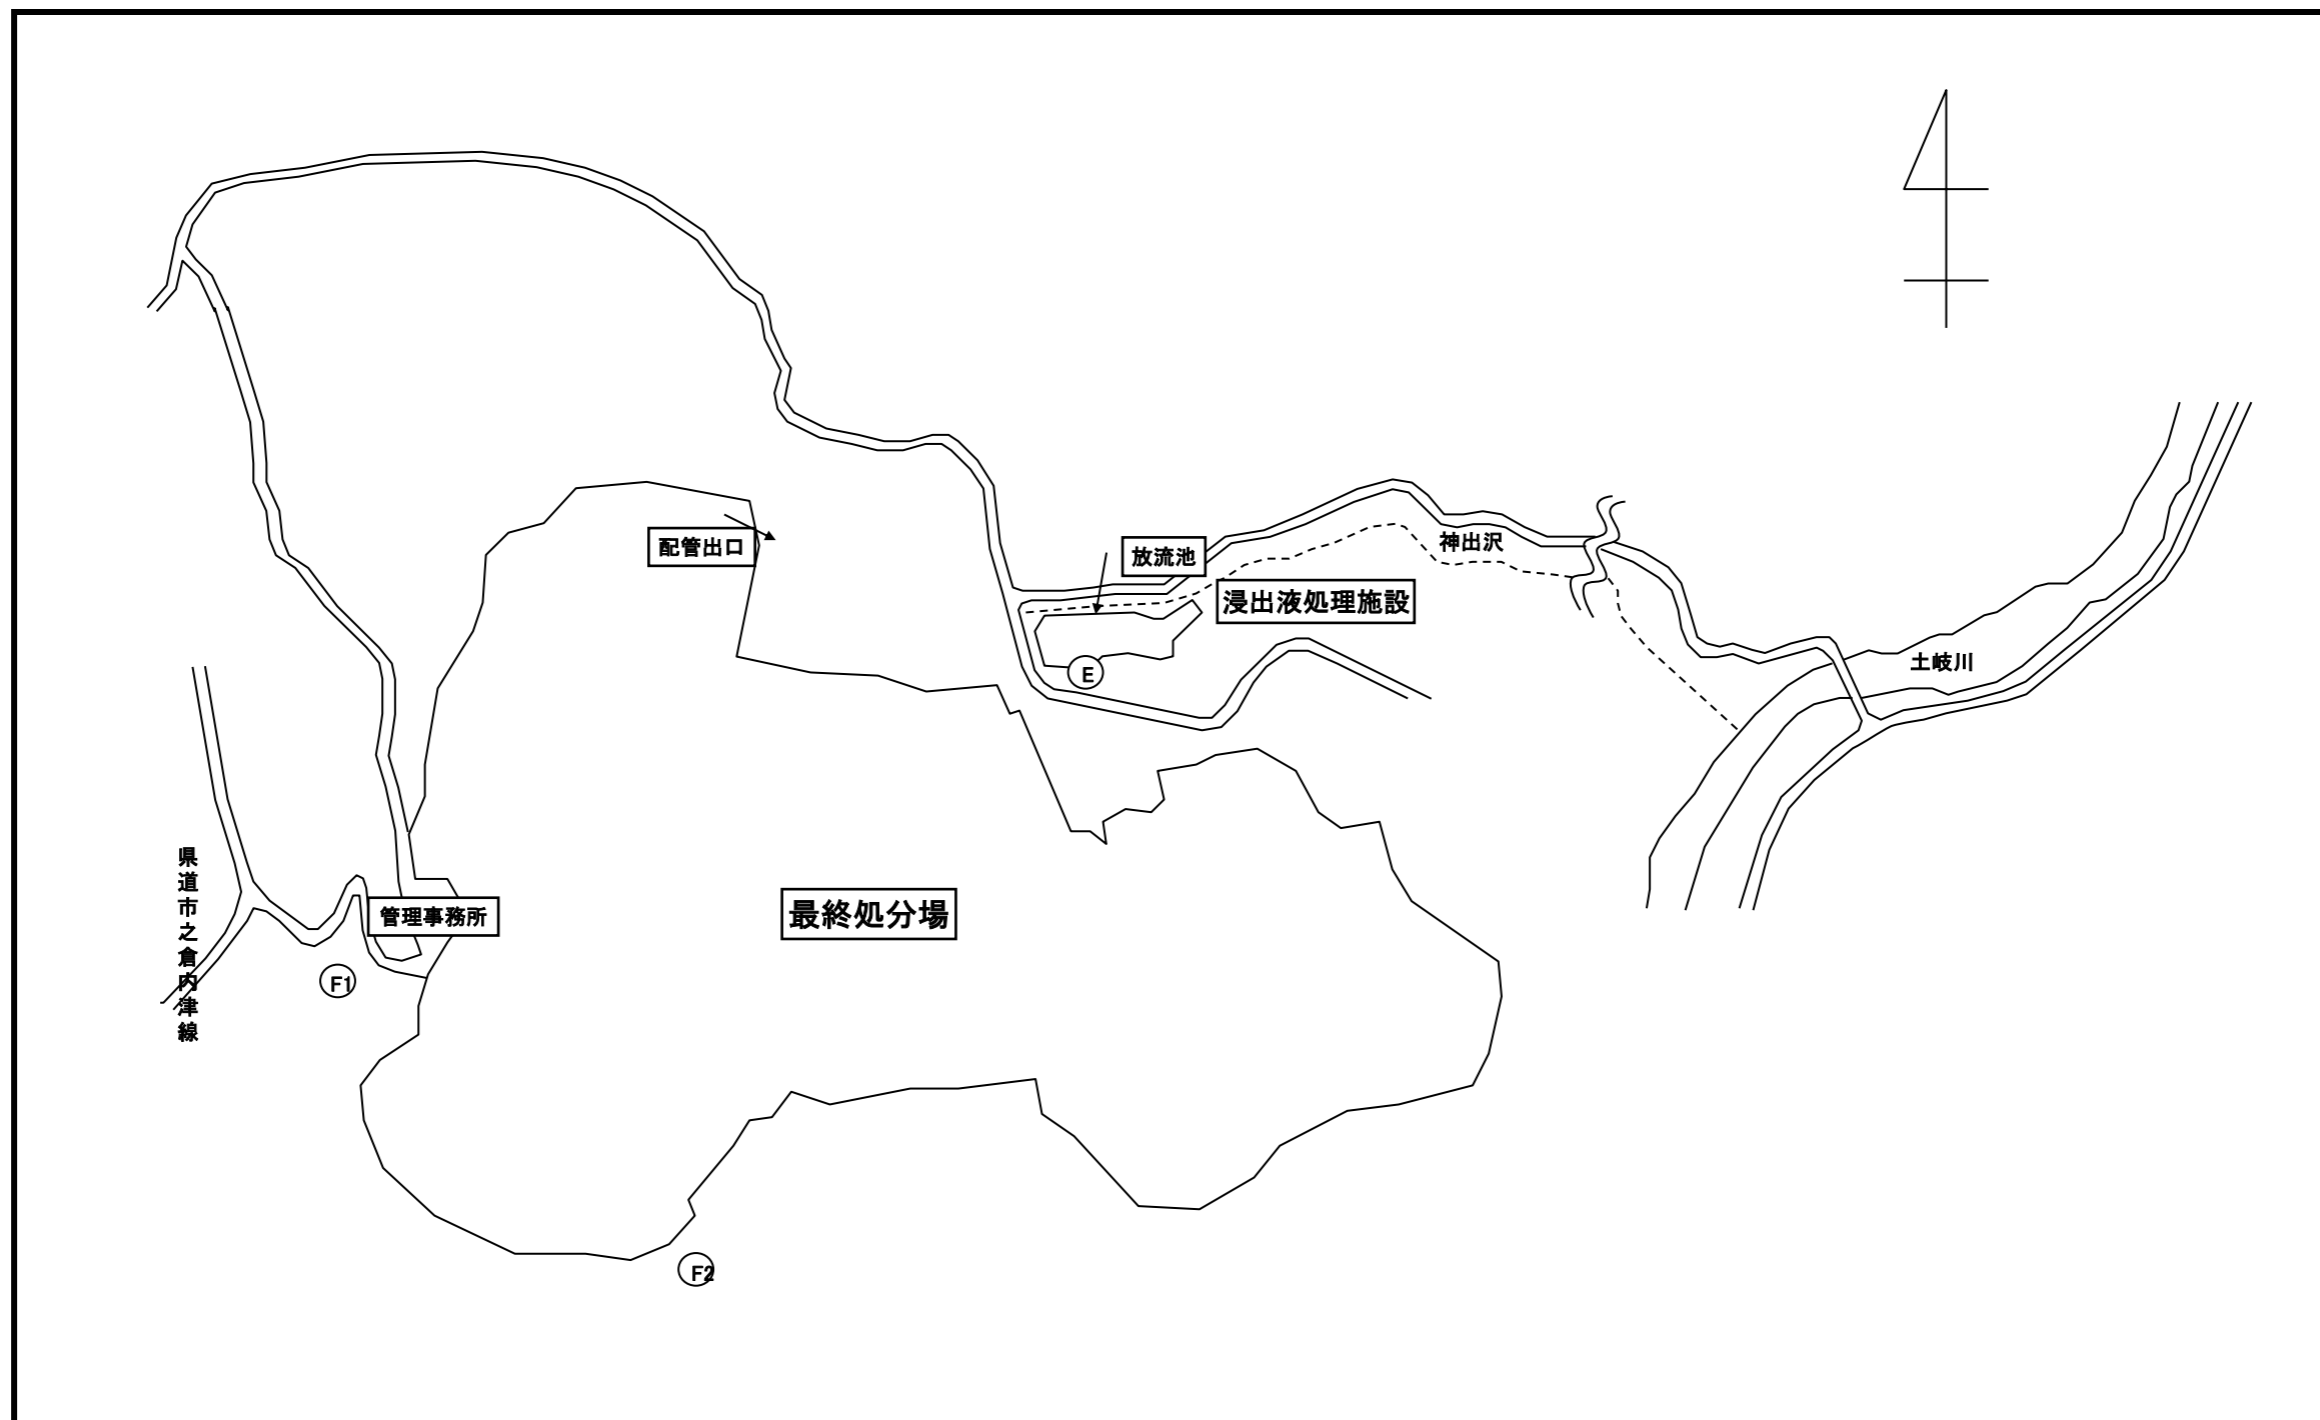 配管出口
放流池
神出沢
浸出液処理施設
土岐川
E
県道市之倉内津線
管理事務所
最終処分場
F1
F2